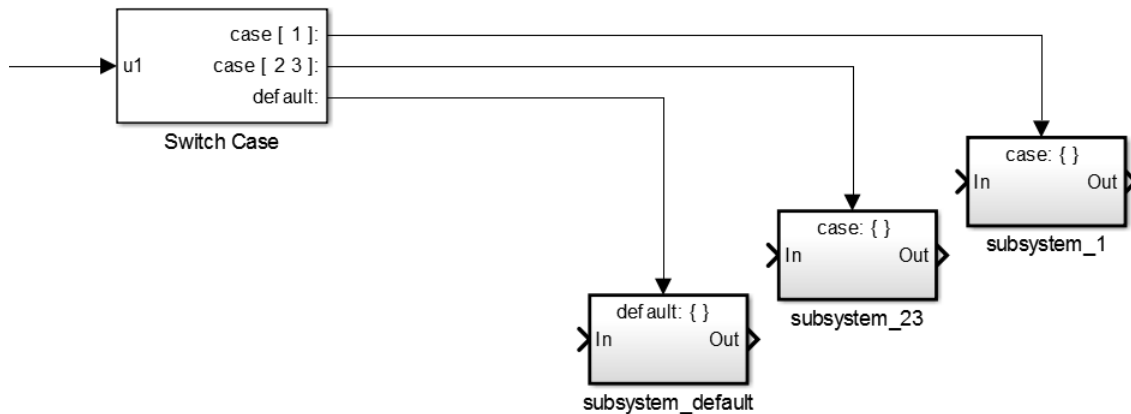 case [ 1 ]:
u1
case [ 2 3 ]:
default:
Switch Case
case: { }
In
Out
subsystem_1
case: { }
In
Out
subsystem_23
default: { }
In
Out
subsystem_default